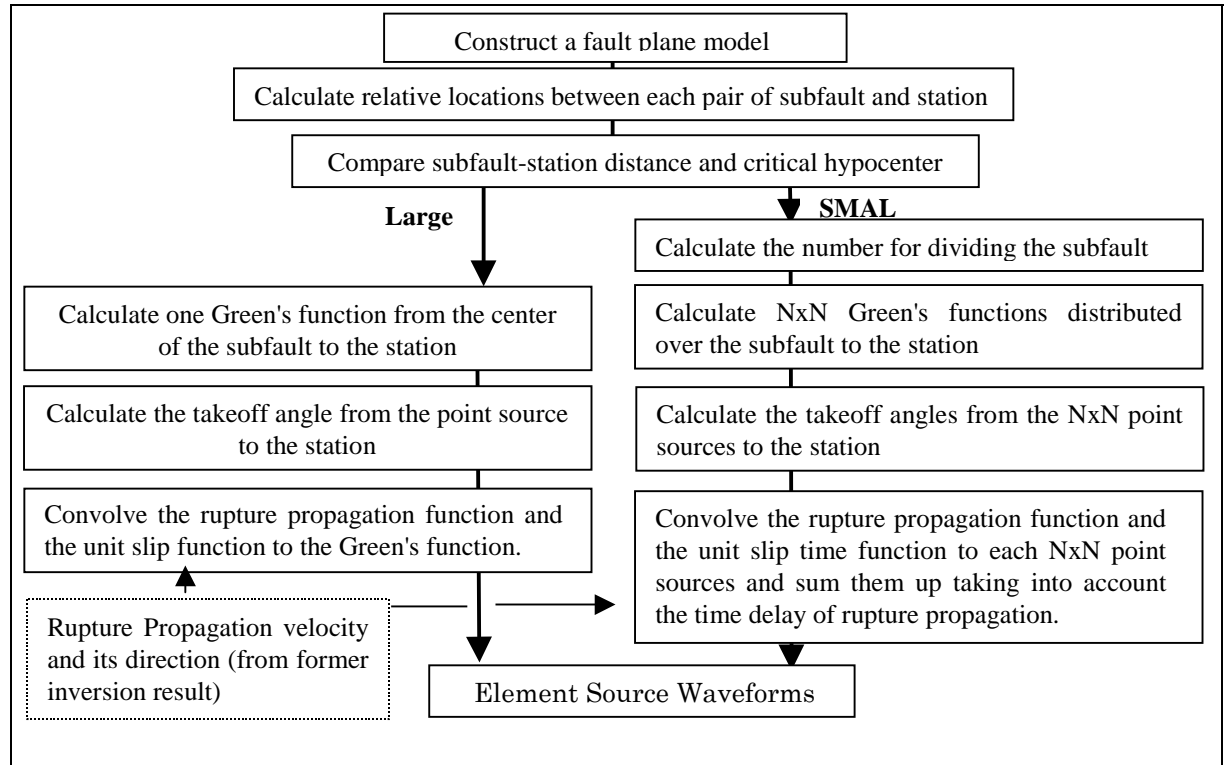 Construct a fault plane model
Calculate relative locations between each pair of subfault and station
Compare subfault-station distance and critical hypocenter
Large
SMAL
Calculate one Green's function from the center
of the subfault to the station
Calculate the takeoff angle from the point source
to the station
Convolve the rupture propagation function and
the unit slip function to the Green's function.
Rupture Propagation velocity
and its direction (from former
inversion result)
Calculate the number for dividing the subfault
Calculate NxN Green's functions distributed
over the subfault to the station
Calculate the takeoff angles from the NxN point
sources to the station
Convolve the rupture propagation function and
the unit slip time function to each NxN point
sources and sum them up taking into account
the time delay of rupture propagation.
Element Source Waveforms